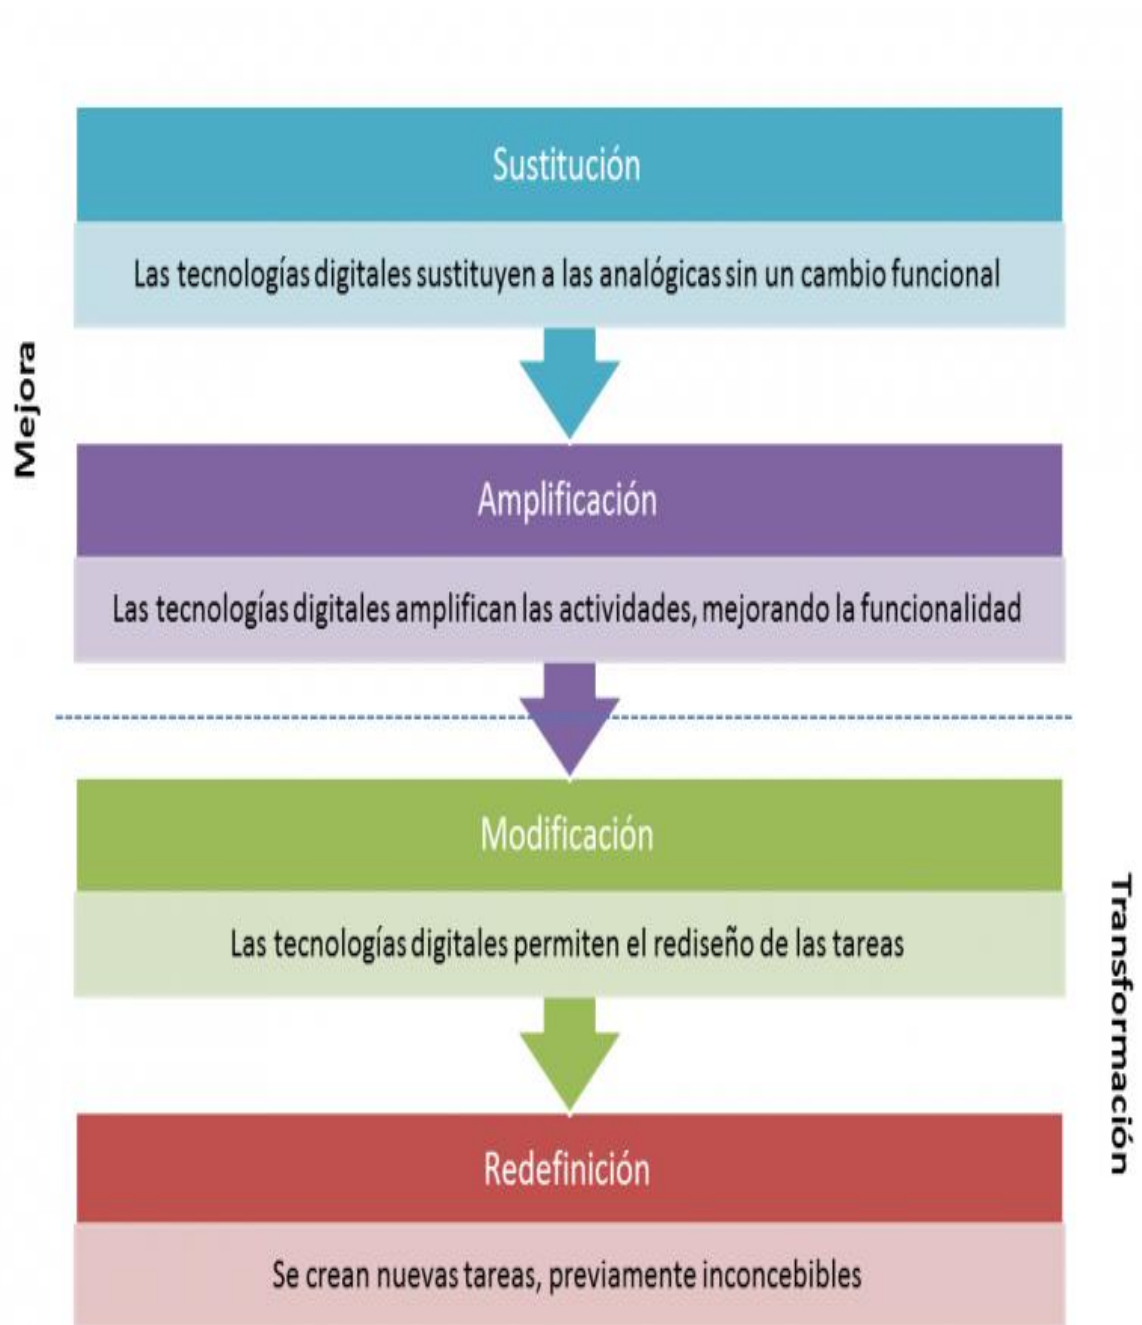 Sustitución
Las tecnologías digitales sustituyen a las analógicas sin un cambio funcional
Mejora
Amplificación
Las tecnologías digitales amplifican las actividades, mejorando la funcionalidad
Modificación
Las tecnologías digitales permiten el rediseño de las tareas
Transformación
Redefinición
Se crean nuevas tareas, previamente inconcebibles